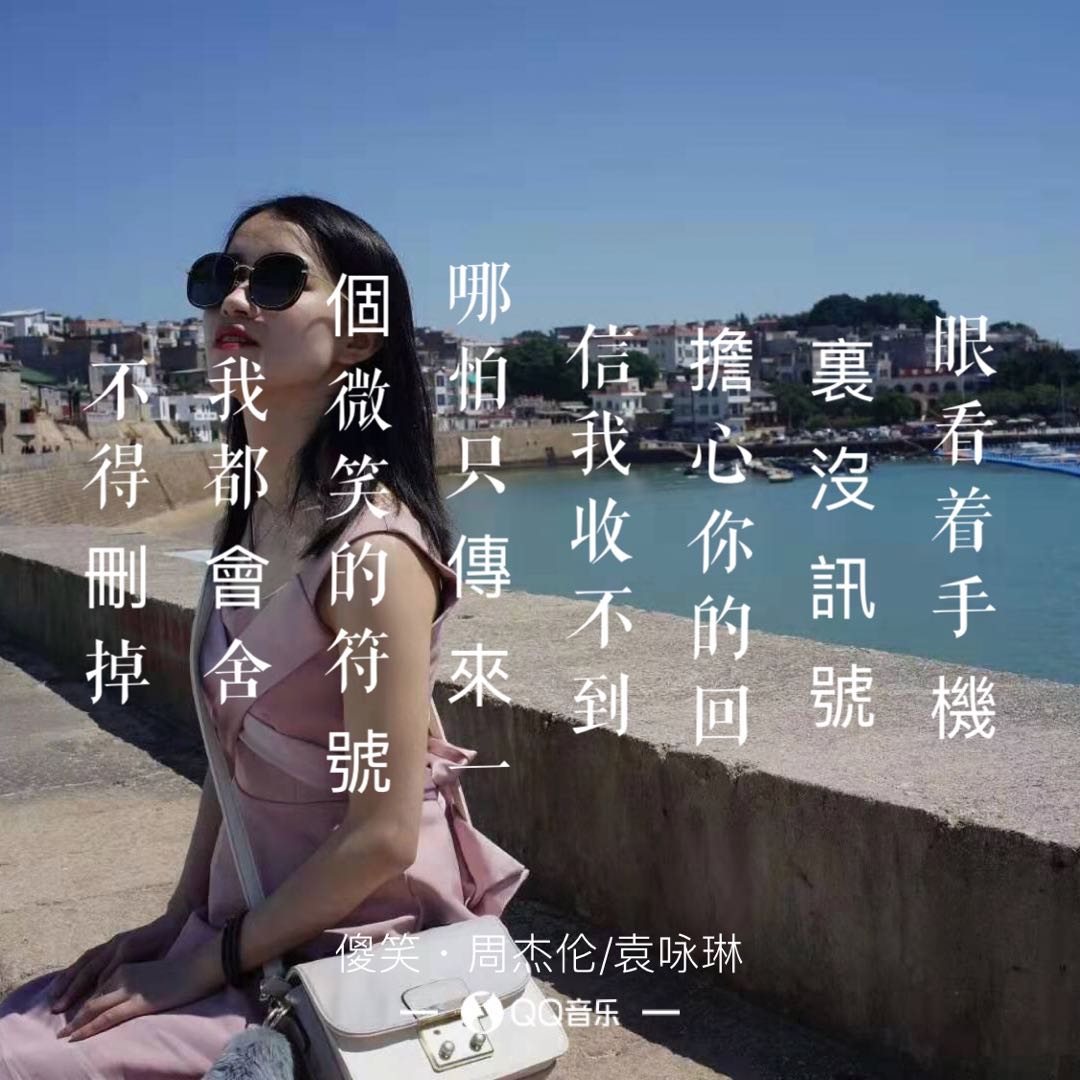 眼看着手機
裏沒訊號
擔心你的回
信我收不到
哪怕只傳來一
個微笑的符號
我都會舍
不得刪掉
傻笑 · 周杰伦/袁咏琳
QQ音乐